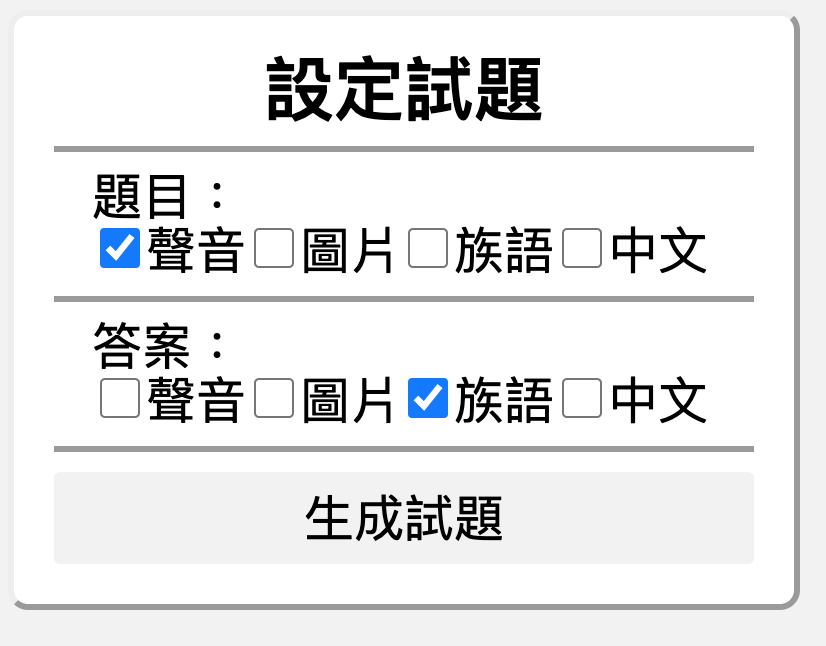 設定試題
題目：
聲音 圖片 族語 中文
答案：
聲音 圖片 族語 中文
生成試題